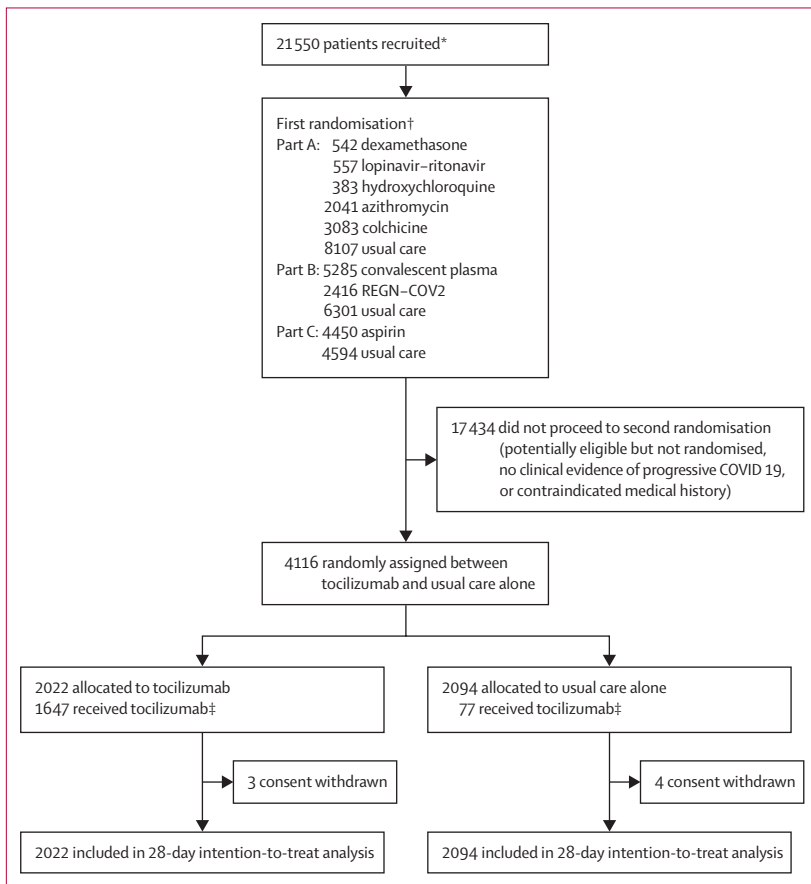 21 550 patients recruited*
First randomisation†
Part A: 542 dexamethasone
557 lopinavir–ritonavir
383 hydroxychloroquine
2041 azithromycin
3083 colchicine
8107 usual care
Part B: 5285 convalescent plasma
2416 REGN–COV2
6301 usual care
Part C: 4450 aspirin
4594 usual care
17 434 did not proceed to second randomisation
(potentially eligible but not randomised,
no clinical evidence of progressive COVID 19,
or contraindicated medical history)
4116 randomly assigned between
tocilizumab and usual care alone
2022 allocated to tocilizumab
1647 received tocilizumab‡
2094 allocated to usual care alone
77 received tocilizumab‡
3 consent withdrawn
4 consent withdrawn
2022 included in 28-day intention-to-treat analysis
2094 included in 28-day intention-to-treat analysis